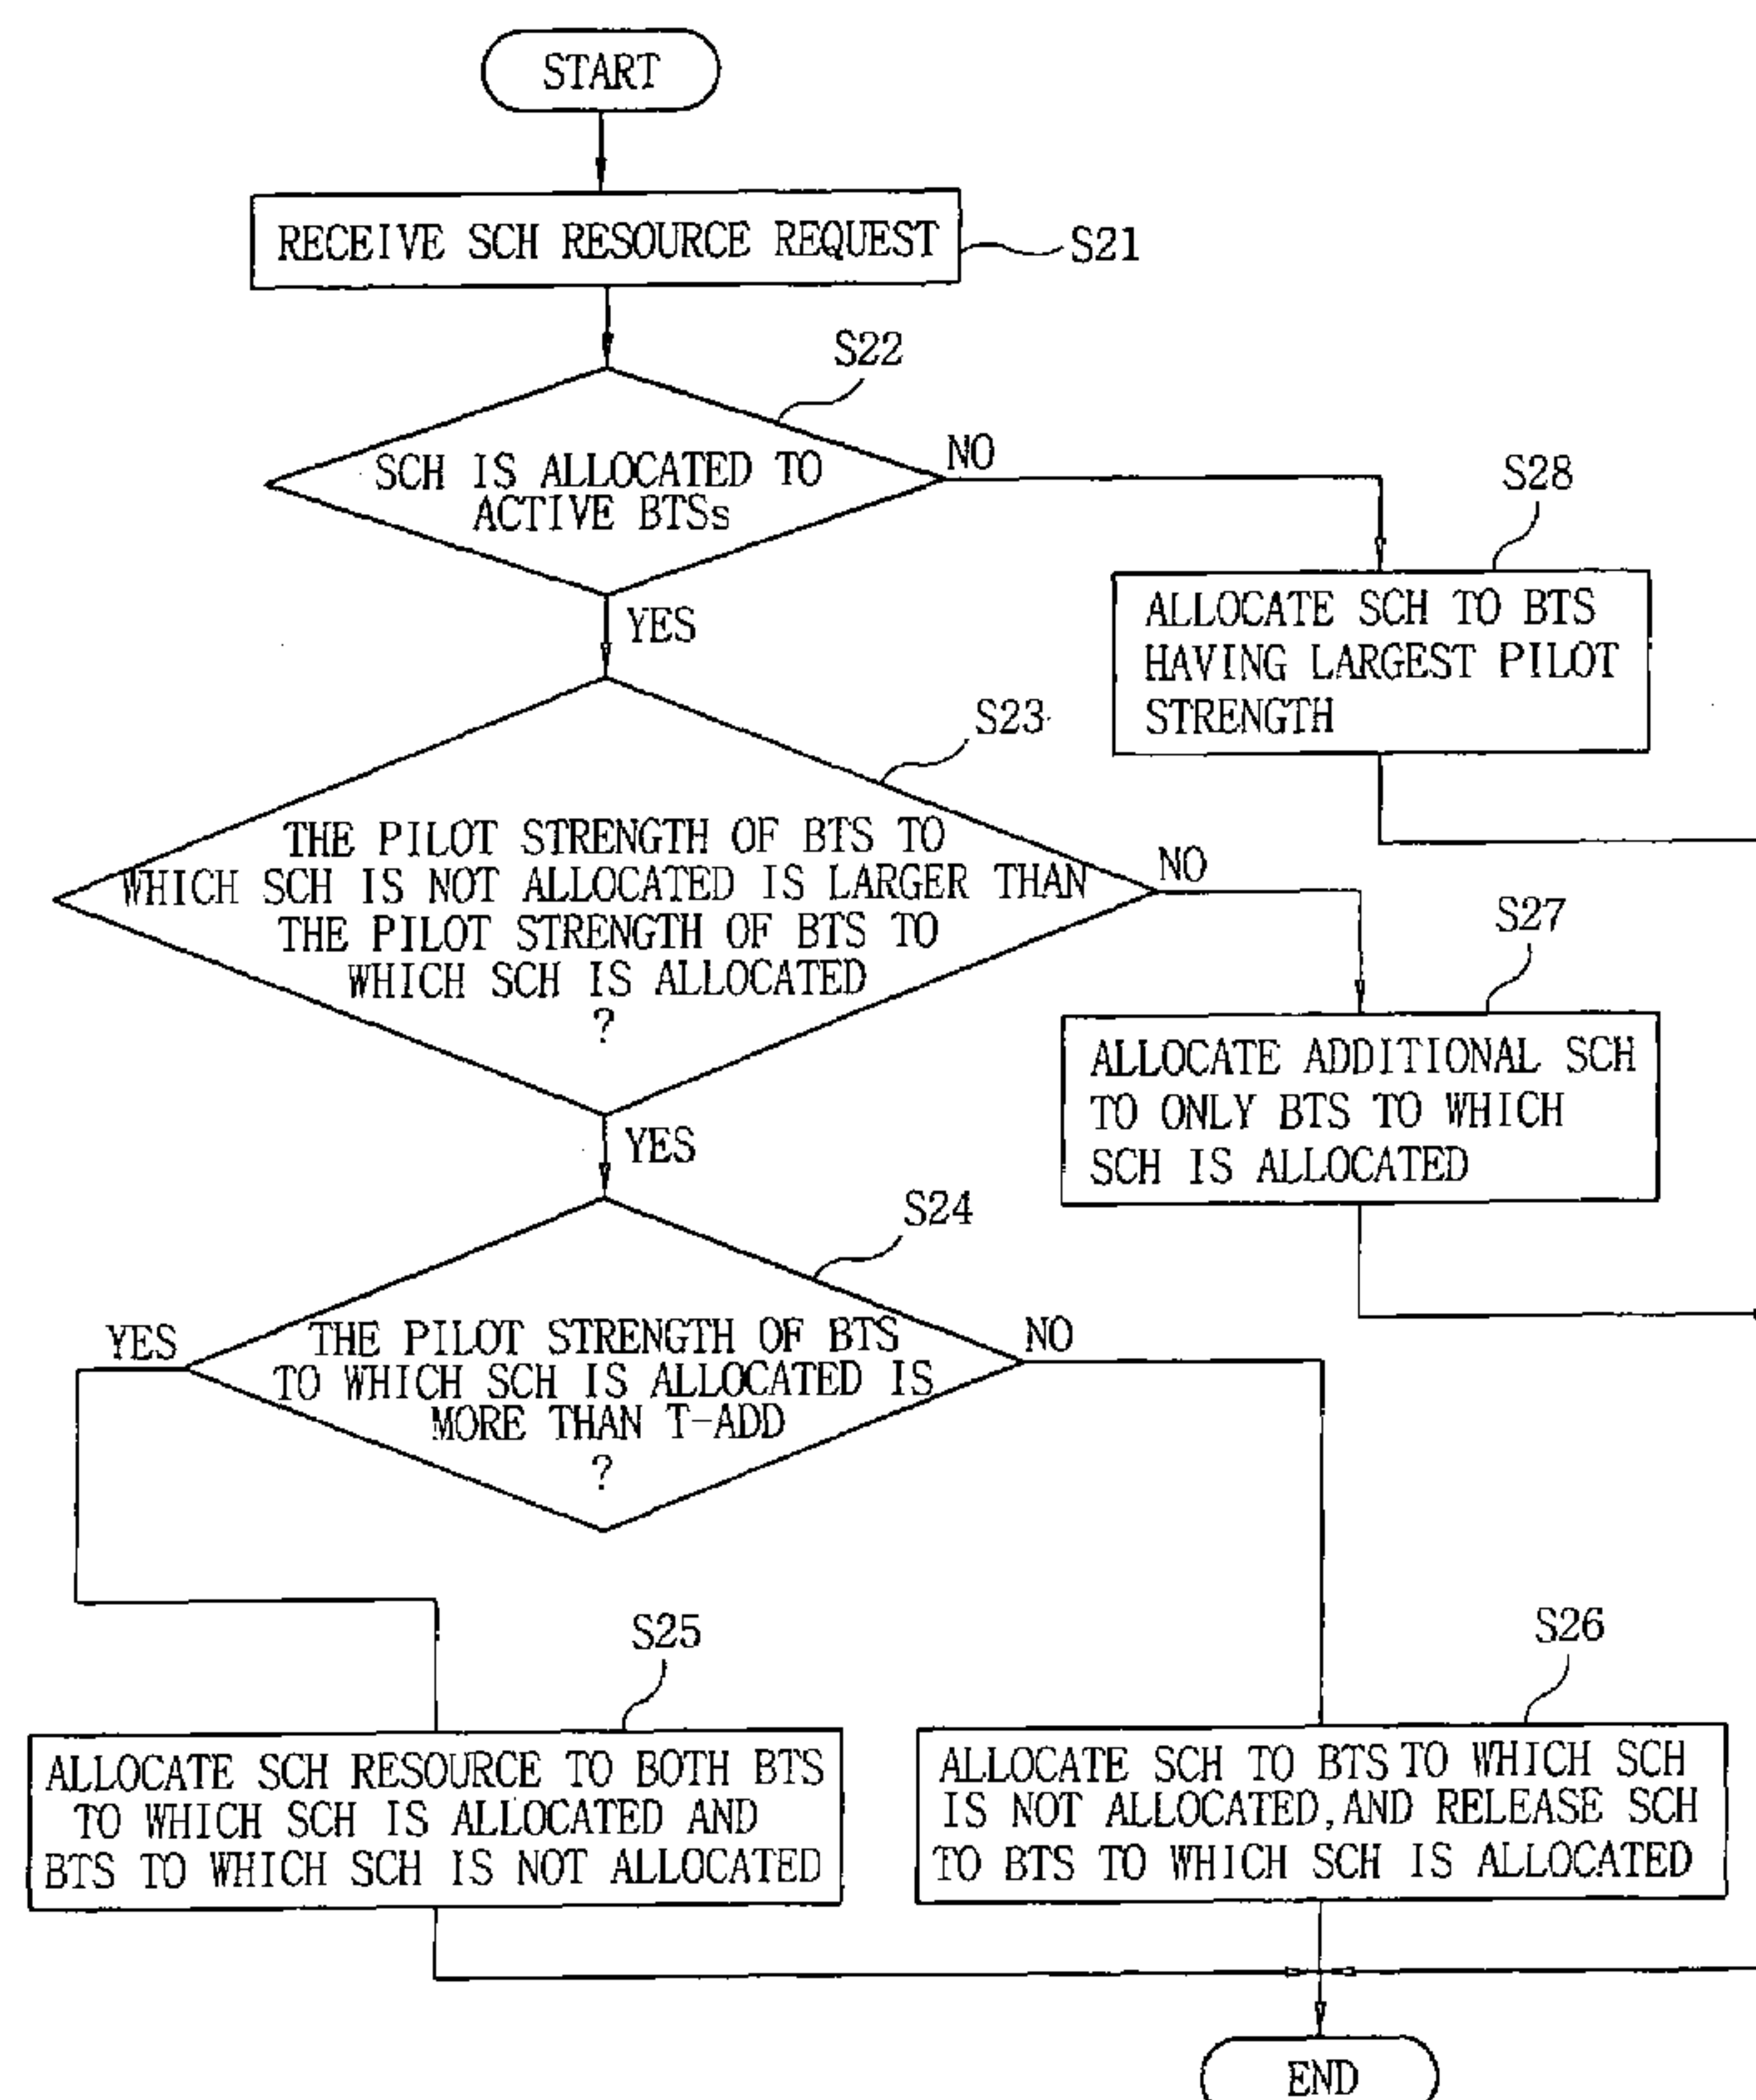 START
RECEIVE SCH RESOURCE REQUEST
S21
S22
SCH IS ALLOCATED TO
ACTIVE BTSs
NO
YES
S28
ALLOCATE SCH TO BTS
HAVING LARGEST PILOT
STRENGTH
S23
THE PILOT STRENGTH OF BTS TO
WHICH SCH IS NOT ALLOCATED IS LARGER THAN
THE PILOT STRENGTH OF BTS TO
WHICH SCH IS ALLOCATED
?
NO
YES
S27
ALLOCATE ADDITIONAL SCH
TO ONLY BTS TO WHICH
SCH IS ALLOCATED
S24
THE PILOT STRENGTH OF BTS
TO WHICH SCH IS ALLOCATED IS
MORE THAN T-ADD
?
YES
NO
S25
ALLOCATE SCH RESOURCE TO BOTH BTS
TO WHICH SCH IS ALLOCATED AND
BTS TO WHICH SCH IS NOT ALLOCATED
S26
ALLOCATE SCH TO BTS TO WHICH SCH
IS NOT ALLOCATED, AND RELEASE SCH
TO BTS TO WHICH SCH IS ALLOCATED
END